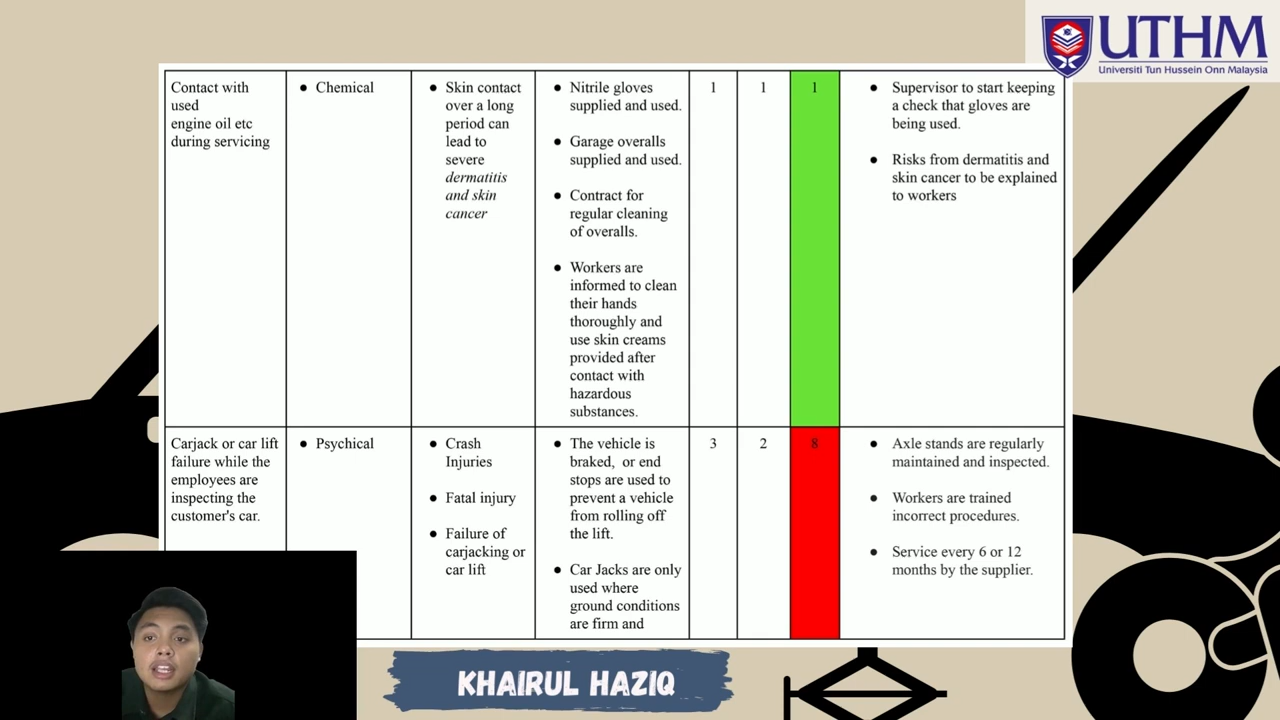 UTHM
Universiti Tun Hussein Onn Malaysia
Contact with
used
engine oil etc
during servicing
● Chemical
● Skin contact
over a long
period can
lead to
severe
dermatitis
and skin
cancer
● Nitrile gloves
supplied and used.
● Garage overalls
supplied and used.
● Contract for
regular cleaning
of overalls.
● Workers are
informed to clean
their hands
thoroughly and
use skin creams
provided after
contact with
hazardous
substances.
1
1
1
● Supervisor to start keeping
a check that gloves are
being used.
● Risks from dermatitis and
skin cancer to be explained
to workers
Carjack or car lift
failure while the
employees are
inspecting the
customer's car.
● Psychical
● Crash
Injuries
● Fatal injury
● Failure of
carjacking or
car lift
● The vehicle is
braked, or end
stops are used to
prevent a vehicle
from rolling off
the lift.
● Car Jacks are only
used where
ground conditions
are firm and
3
2
8
● Axle stands are regularly
maintained and inspected.
● Workers are trained
incorrect procedures.
● Service every 6 or 12
months by the supplier.
KHAIRUL HAZIQ